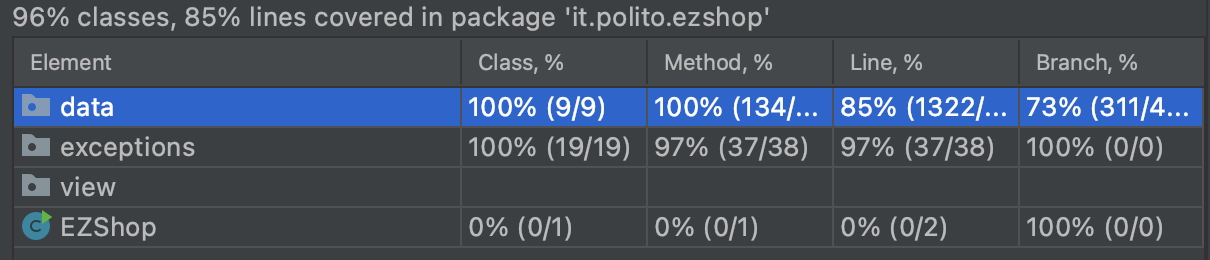 96% classes, 85% lines covered in package 'it.polito.ezshop'
Element Class, % Method, % Line, % Branch, %
data 100% (9/9) 100% (134/... 85% (1322/... 73% (311/4...
exceptions 100% (19/19) 97% (37/38) 97% (37/38) 100% (0/0)
view
C EZShop 0% (0/1) 0% (0/1) 0% (0/2) 100% (0/0)